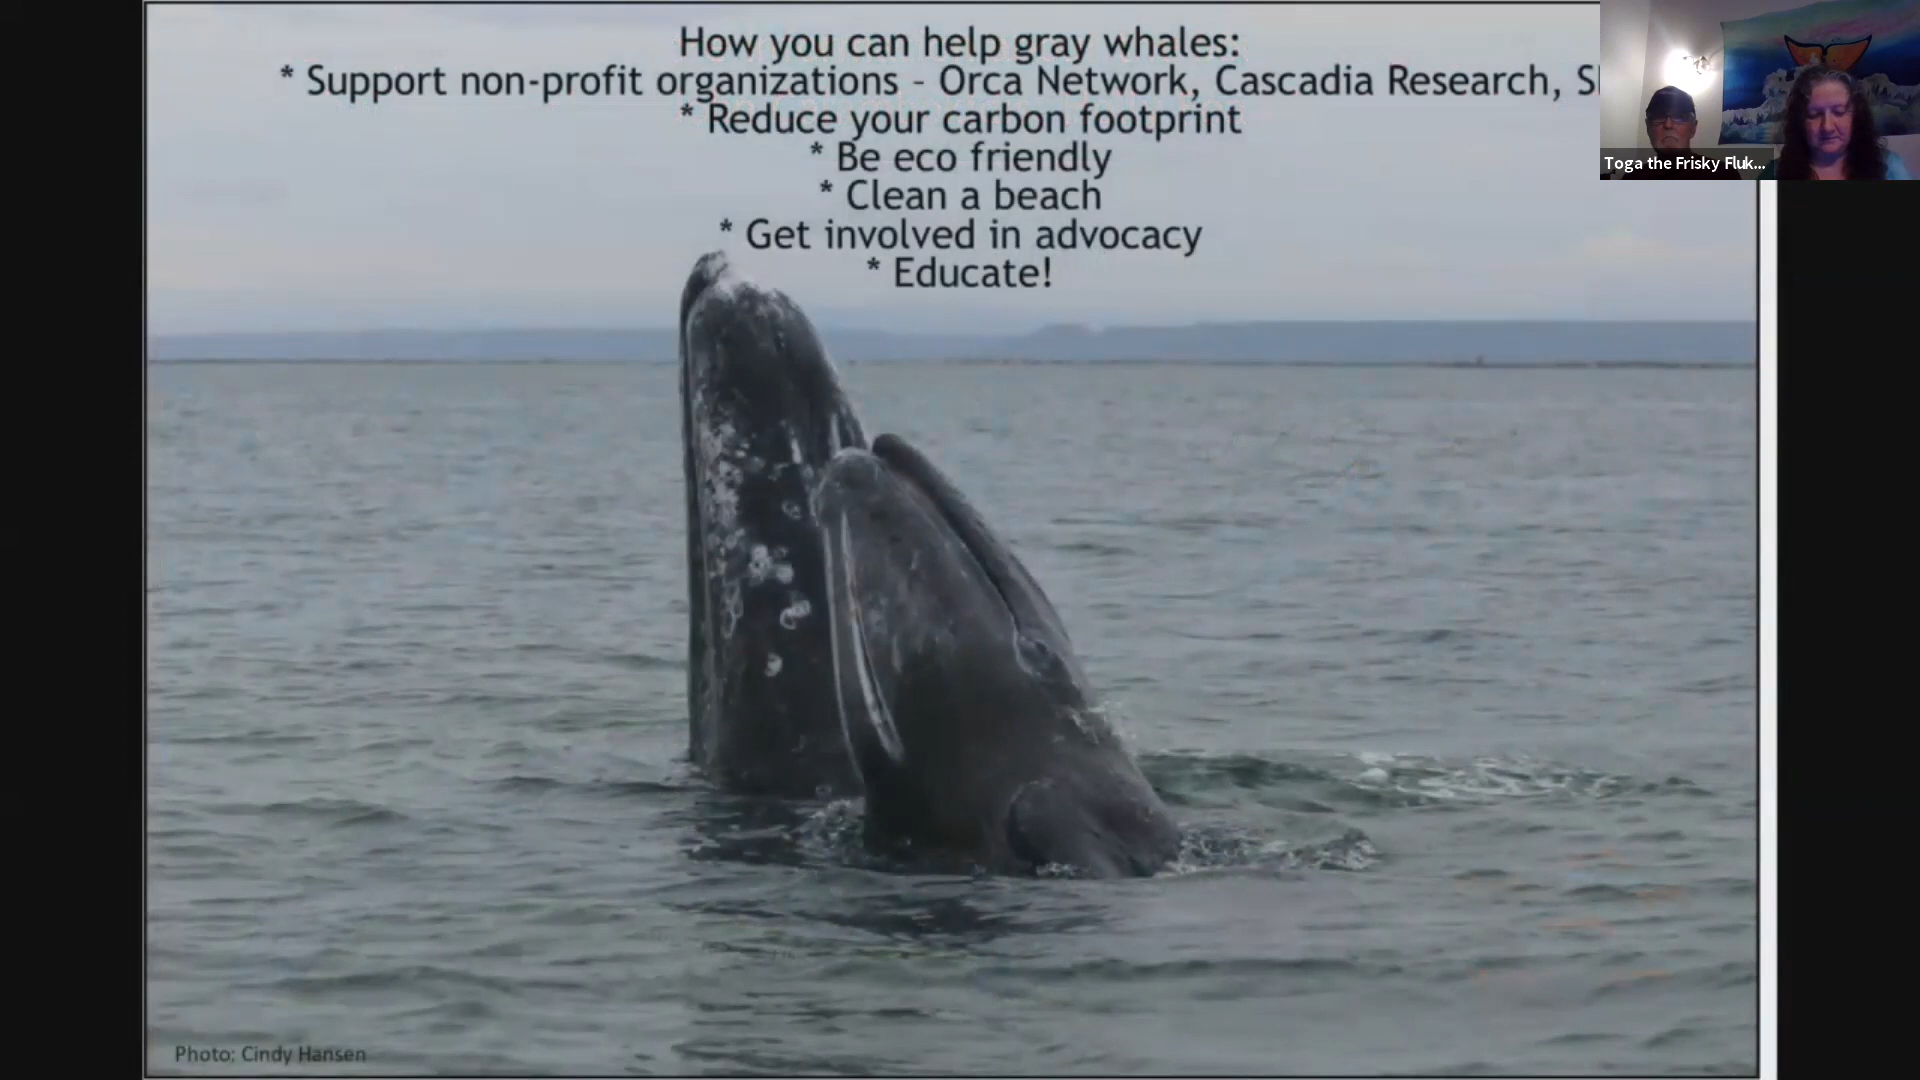 How you can help gray whales:
* Support non-profit organizations – Orca Network, Cascadia Research,
* Reduce your carbon footprint
* Be eco friendly
* Clean a beach
* Get involved in advocacy
* Educate!
Toga the Frisky Fluk...
Photo: Cindy Hansen